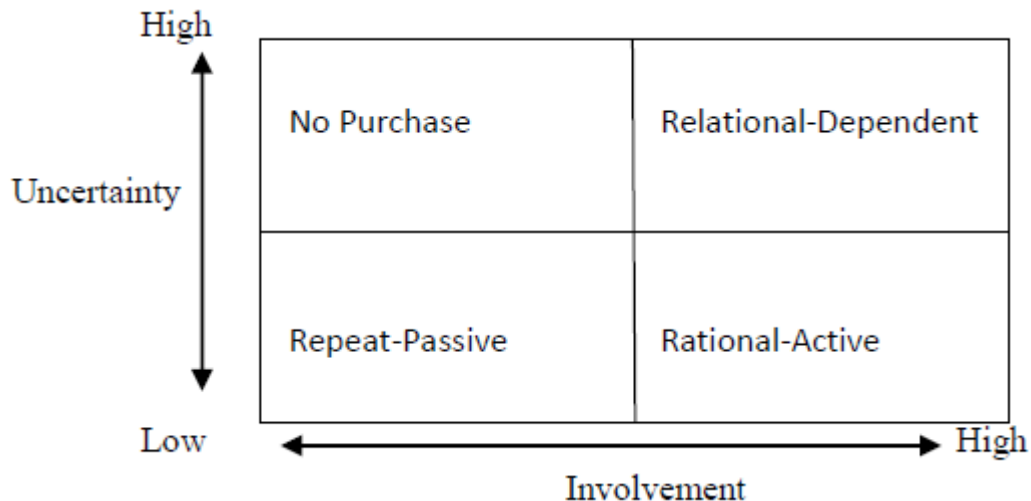 High
No Purchase
Relational-Dependent
Uncertainty
Repeat-Passive
Rational-Active
Low
High
Involvement